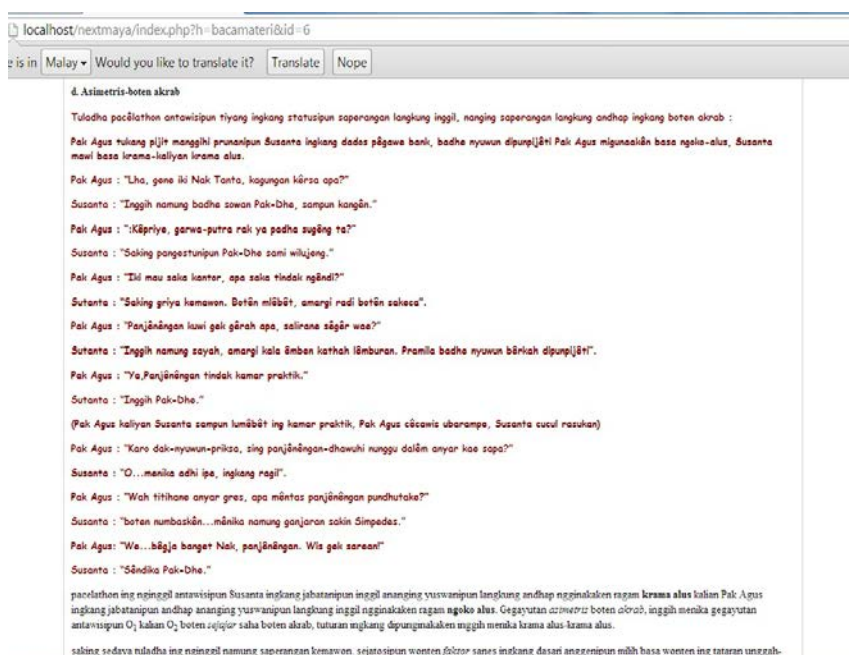 localhost/nextmaya/index.php?h=bacamateri&id=6
e is in Malay Would you like to translate it? Translate Nope
d. Asimetris-boten akrab
Tuladha pacêlathon antawisipun tiyang ingkang statusipun saperangan langkung inggil, nanging saperangan langkung andhap ingkang boten akrab :
Pak Agus tukang pijit manggihi prunanipun Susanta ingkang dados pêgawe bank, badhe nyuwun dipunpijêti Pak Agus migunaakên basa ngoko-alus, Susanta
mawi basa krama-kaliyan krama alus.
Pak Agus : "Lha, gene iki Nak Tanta, kagungan kêrsa apa?"
Susanta : "Inggih namung badhe sowan Pak-Dhe, sampun kangên."
Pak Agus : ":Kêpriye, garwa-putra rak ya padha sugêng ta?"
Susanta : "Saking pangestunipun Pak-Dhe sami wilujeng."
Pak Agus : "Iki mau saka kantor, apa saka tindak ngêndi?"
Sutanta : "Saking griya kemawon. Botên mlêbêt, amargi radi botên sakeca".
Pak Agus : "Panjênêngan kuwi gek gêrah apa, salirane sêgêr wae?"
Sutanta : "Inggih namung sayah, amargi kala êmben kathah lêmburan. Pramila badhe nyuwun bêrkah dipunpijêti".
Pak Agus : "Ya,Panjênêngan tindak kamar praktik."
Sutanta : "Inggih Pak-Dhe."
(Pak Agus kaliyan Susanta sampun lumêbêt ing kamar praktik, Pak Agus cêcawis ubarampe, Susanta cucul rasukan)
Pak Agus : "Karo dak-nyuwun-priksa, sing panjênêngan-dhawuhi nunggu dalêm anyar kae sapa?"
Susanta : "O...menika adhi ipe, ingkang ragil".
Pak Agus : "Wah titihane anyar gres, apa mêntas panjênêngan pundhutake?"
Susanta : "boten numbaskên...mênika namung ganjaran sakin Simpedes."
Pak Agus: "We...bêgja banget Nak, panjênêngan. Wis gek sarean!"
Susanta : "Sêndika Pak-Dhe."
pacelathon ing nginggil antawisipun Susanta ingkang jabatanipun inggil ananging yuswanipun langkung andhap ngginakaken ragam krama alus kalian Pak Agus
ingkang jabatanipun andhap ananging yuswanipun langkung inggil ngginakaken ragam ngoko alus. Gegayutan asimetris boten akrab, inggih menika gegayutan
antawisipun O1 kalian O2 boten sejajar saha boten akrab, tuturan ingkang dipunginakaken inggih menika krama alus-krama alus.
saking sedaya tuladha ing nginggil namung saperangan kemawon, sejatosipun wonten faktor sanes ingkang dasari anggenipun milih basa wonten ing tataran unggah-